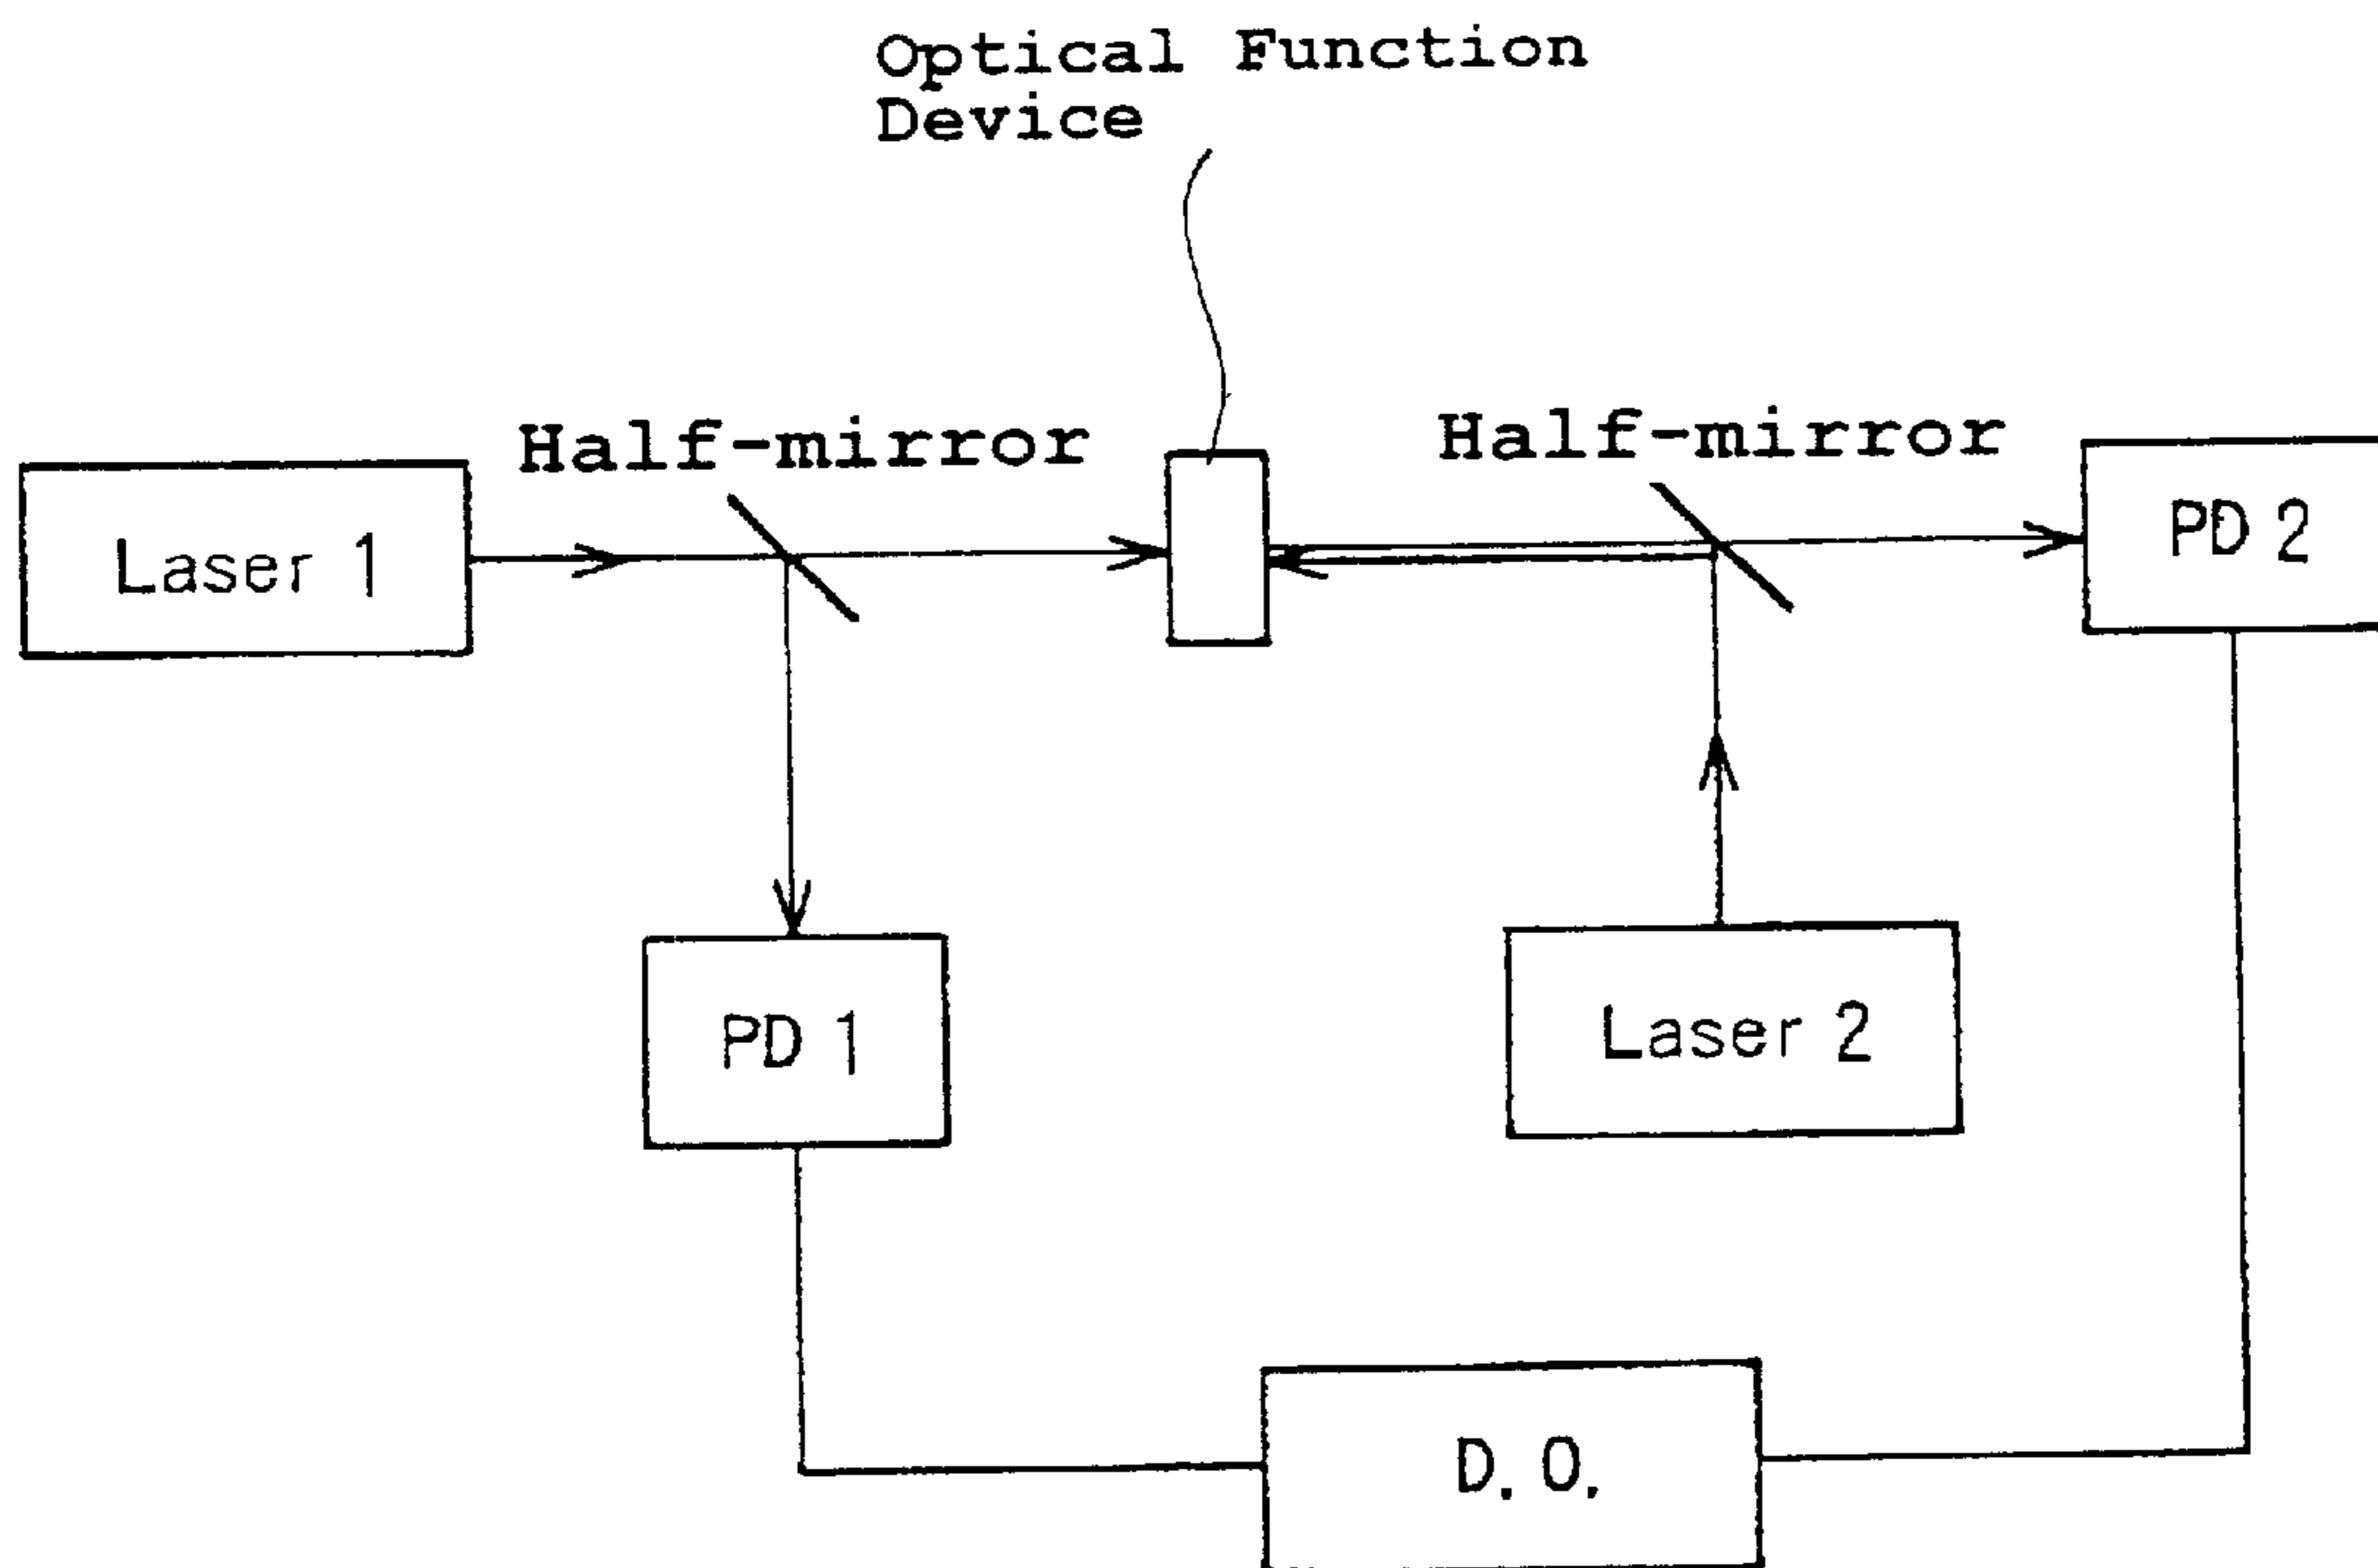 Optical Function
Device
Half-mirror
Half-mirror
Laser 1
PD 2
PD 1
Laser 2
D. O.